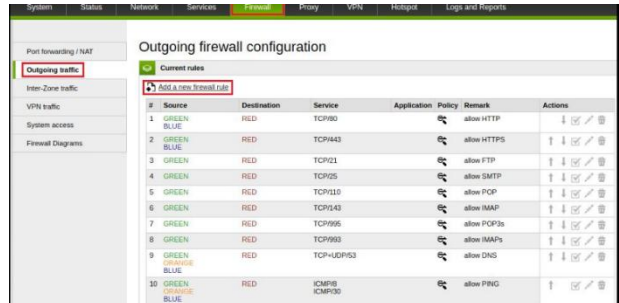 System Status Network Services Firewall Proxy VPN Hotspot Logs and Reports
Port forwarding / NAT
Outgoing traffic
Inter-Zone traffic
VPN traffic
System access
Firewall Diagrams
Outgoing firewall configuration
Current rules
Add a new firewall rule
# Source Destination Service Application Policy Remark Actions
1 GREEN RED TCP/80 allow HTTP
BLUE
2 GREEN RED TCP/443 allow HTTPS
BLUE
3 GREEN RED TCP/21 allow FTP
4 GREEN RED TCP/25 allow SMTP
5 GREEN RED TCP/110 allow POP
6 GREEN RED TCP/143 allow IMAP
7 GREEN RED TCP/995 allow POP3s
8 GREEN RED TCP/993 allow IMAPs
9 GREEN RED TCP+UDP/53 allow DNS
ORANGE
BLUE
10 GREEN RED ICMP/8 allow PING
ORANGE ICMP/30
BLUE